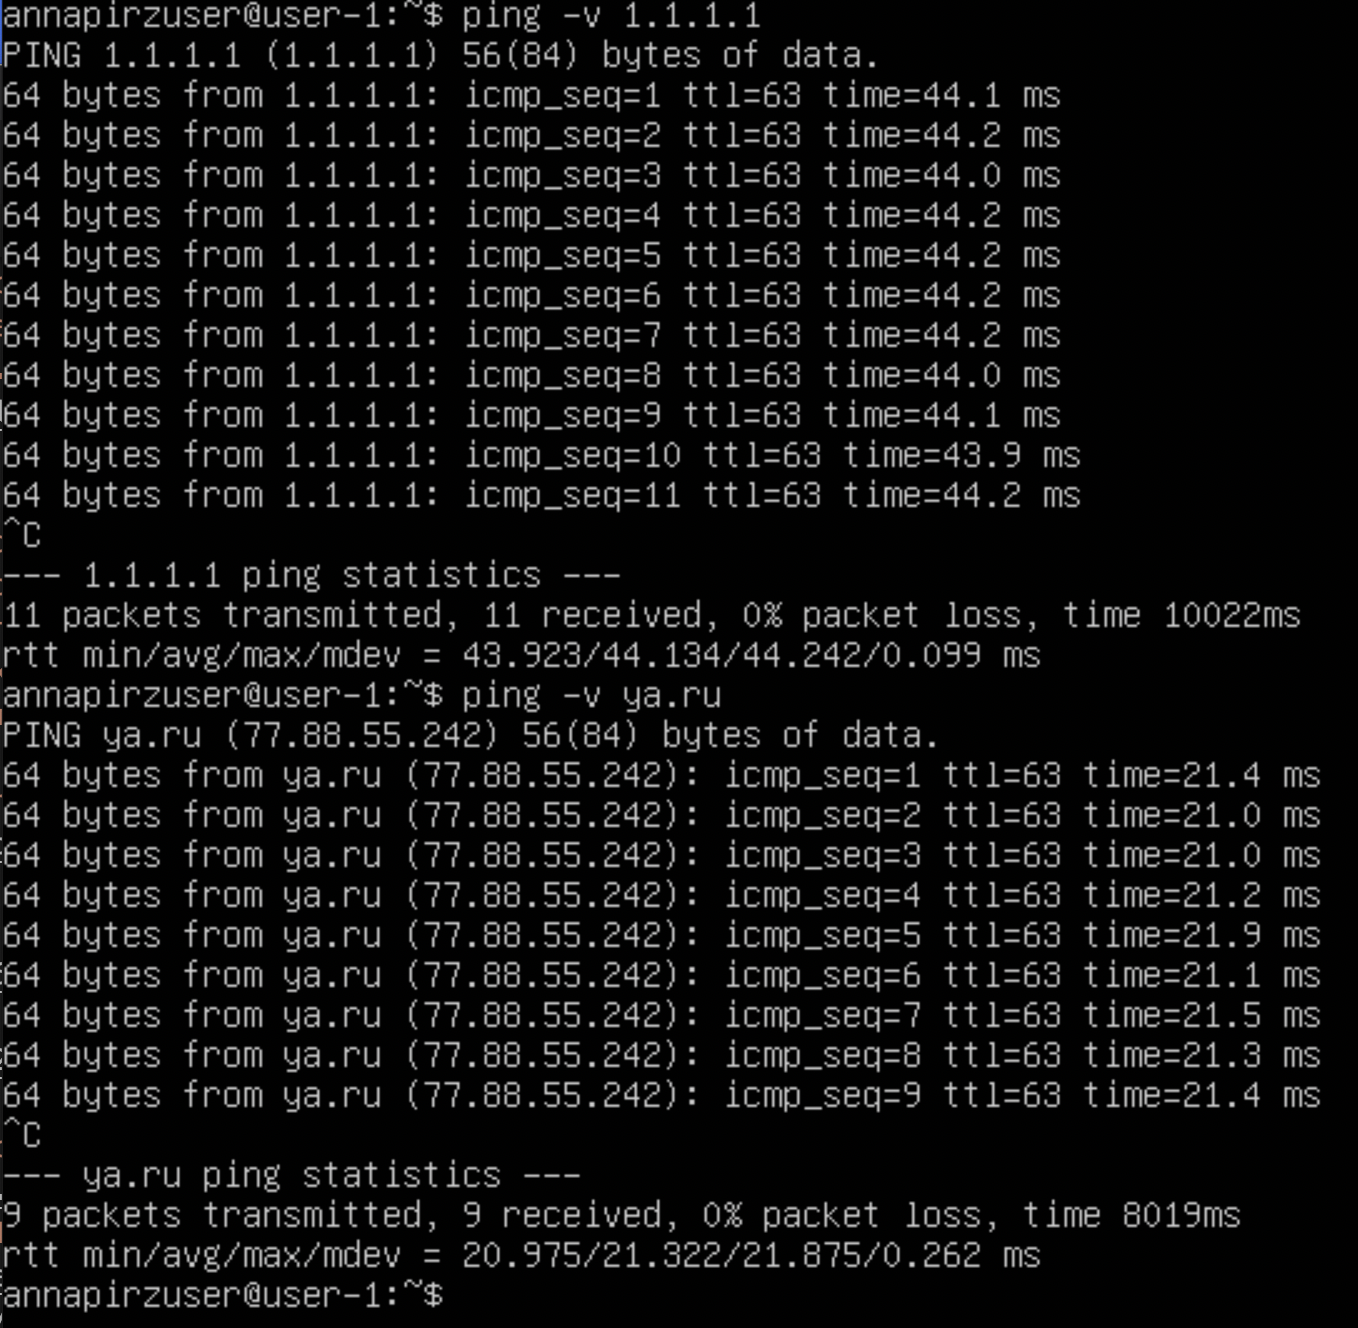 annapirzuser@user-1:~$ ping -v 1.1.1.1
PING 1.1.1.1 (1.1.1.1) 56(84) bytes of data.
64 bytes from 1.1.1.1: icmp_seq=1 ttl=63 time=44.1 ms
64 bytes from 1.1.1.1: icmp_seq=2 ttl=63 time=44.2 ms
64 bytes from 1.1.1.1: icmp_seq=3 ttl=63 time=44.0 ms
64 bytes from 1.1.1.1: icmp_seq=4 ttl=63 time=44.2 ms
64 bytes from 1.1.1.1: icmp_seq=5 ttl=63 time=44.2 ms
64 bytes from 1.1.1.1: icmp_seq=6 ttl=63 time=44.2 ms
64 bytes from 1.1.1.1: icmp_seq=7 ttl=63 time=44.2 ms
64 bytes from 1.1.1.1: icmp_seq=8 ttl=63 time=44.0 ms
64 bytes from 1.1.1.1: icmp_seq=9 ttl=63 time=44.1 ms
64 bytes from 1.1.1.1: icmp_seq=10 ttl=63 time=43.9 ms
64 bytes from 1.1.1.1: icmp_seq=11 ttl=63 time=44.2 ms
^C
--- 1.1.1.1 ping statistics ---
11 packets transmitted, 11 received, 0% packet loss, time 10022ms
rtt min/avg/max/mdev = 43.923/44.134/44.242/0.099 ms
annapirzuser@user-1:~$ ping -v ya.ru
PING ya.ru (77.88.55.242) 56(84) bytes of data.
64 bytes from ya.ru (77.88.55.242): icmp_seq=1 ttl=63 time=21.4 ms
64 bytes from ya.ru (77.88.55.242): icmp_seq=2 ttl=63 time=21.0 ms
64 bytes from ya.ru (77.88.55.242): icmp_seq=3 ttl=63 time=21.0 ms
64 bytes from ya.ru (77.88.55.242): icmp_seq=4 ttl=63 time=21.2 ms
64 bytes from ya.ru (77.88.55.242): icmp_seq=5 ttl=63 time=21.9 ms
64 bytes from ya.ru (77.88.55.242): icmp_seq=6 ttl=63 time=21.1 ms
64 bytes from ya.ru (77.88.55.242): icmp_seq=7 ttl=63 time=21.5 ms
64 bytes from ya.ru (77.88.55.242): icmp_seq=8 ttl=63 time=21.3 ms
64 bytes from ya.ru (77.88.55.242): icmp_seq=9 ttl=63 time=21.4 ms
^C
--- ya.ru ping statistics ---
9 packets transmitted, 9 received, 0% packet loss, time 8019ms
rtt min/avg/max/mdev = 20.975/21.322/21.875/0.262 ms
annapirzuser@user-1:~$